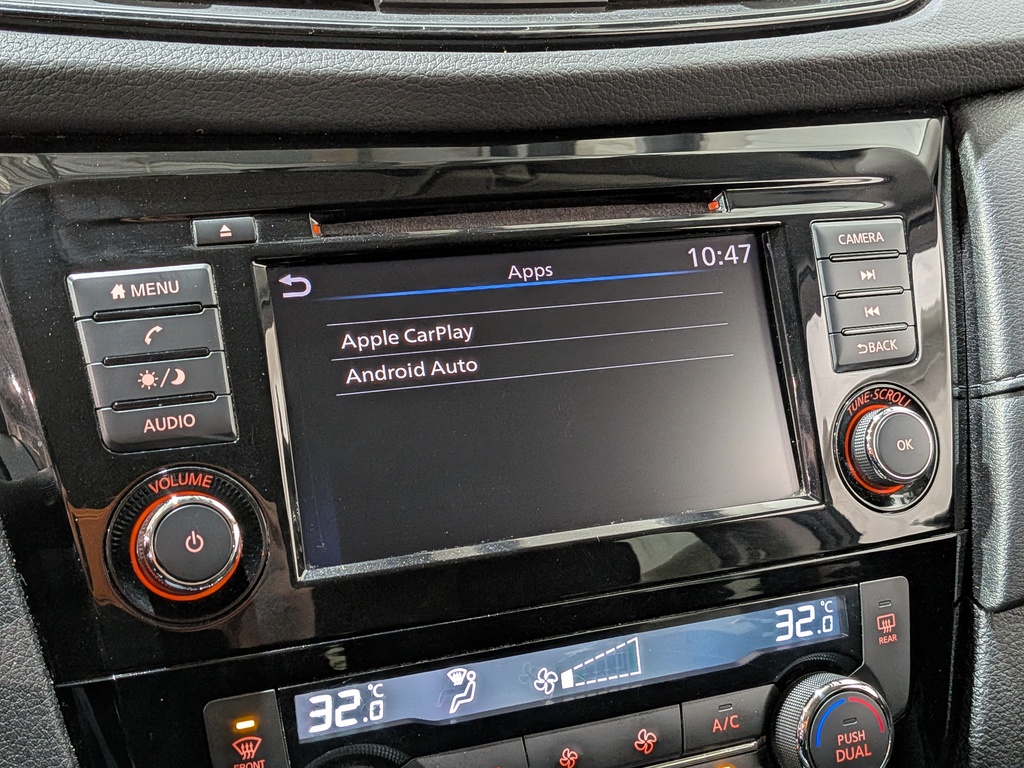 CAMERA
MENU
10:47
Apps
BACK
Apple CarPlay
Android Auto
AUDIO
TUNE·SCROLL
OK
VOLUME
32.0°C
32.0°C
REAR
FRONT
A/C
PUSH
DUAL